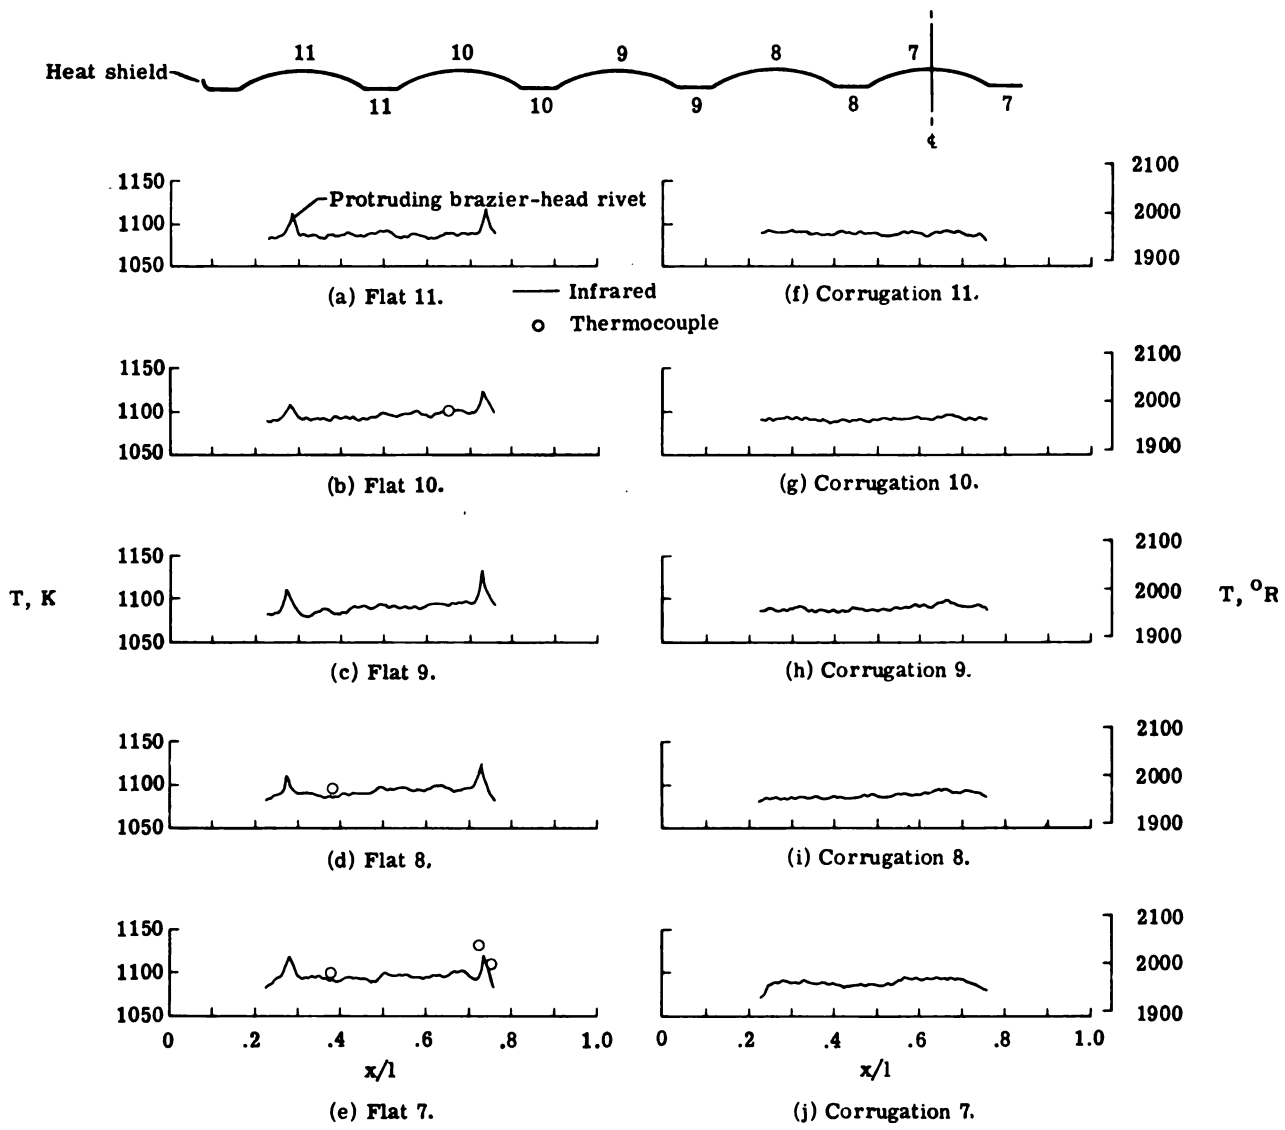 11 10 9 8 7
Heat shield
11 10 9 8 7
℄
1150
1100
1050
Protruding brazier-head rivet
2100
2000
1900
(a) Flat 11.
Infrared
Thermocouple
(f) Corrugation 11.
1150
1100
1050
2100
2000
1900
(b) Flat 10.
(g) Corrugation 10.
T, K
1150
1100
1050
2100
2000
1900
T, °R
(c) Flat 9.
(h) Corrugation 9.
1150
1100
1050
2100
2000
1900
(d) Flat 8.
(i) Corrugation 8.
1150
1100
1050
2100
2000
1900
0 .2 .4 .6 .8 1.0
0 .2 .4 .6 .8 1.0
x/l
x/l
(e) Flat 7.
(j) Corrugation 7.